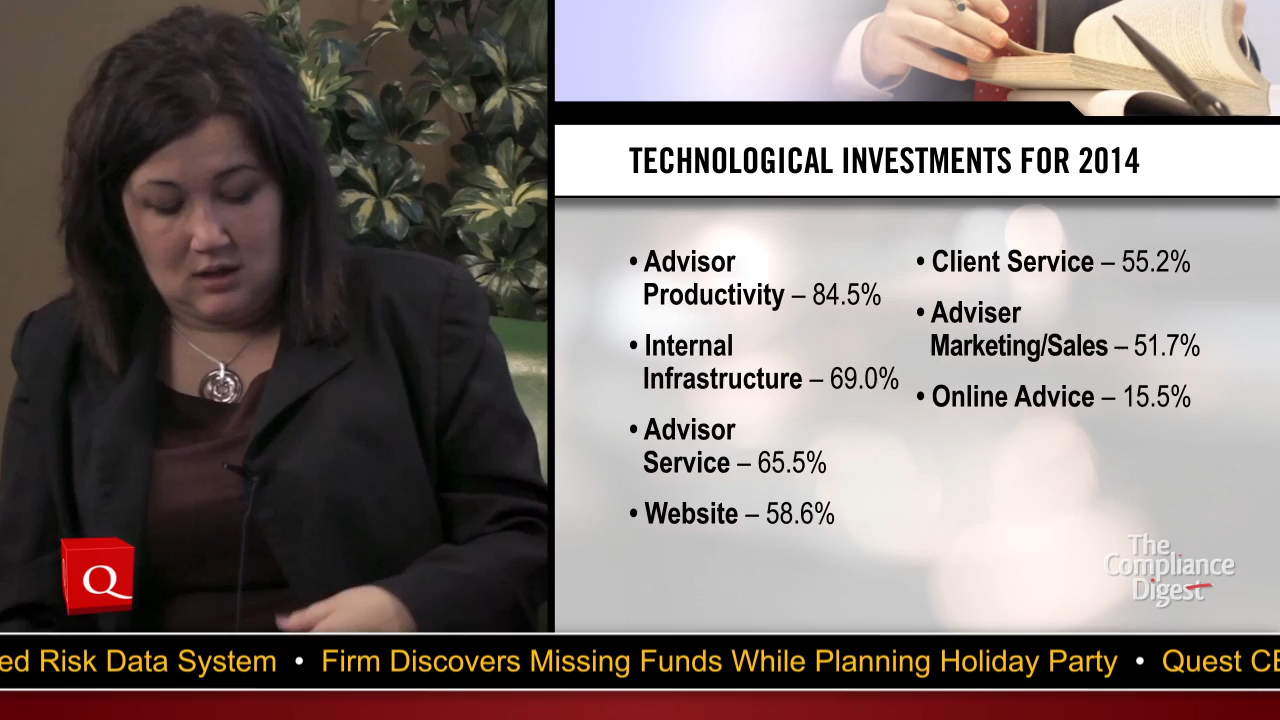 TECHNOLOGICAL INVESTMENTS FOR 2014
• Advisor
Productivity – 84.5%
• Internal
Infrastructure – 69.0%
• Advisor
Service – 65.5%
• Website – 58.6%
• Client Service – 55.2%
• Adviser
Marketing/Sales – 51.7%
• Online Advice – 15.5%
The
Compliance
Digest
Q
ed Risk Data System • Firm Discovers Missing Funds While Planning Holiday Party • Quest CE